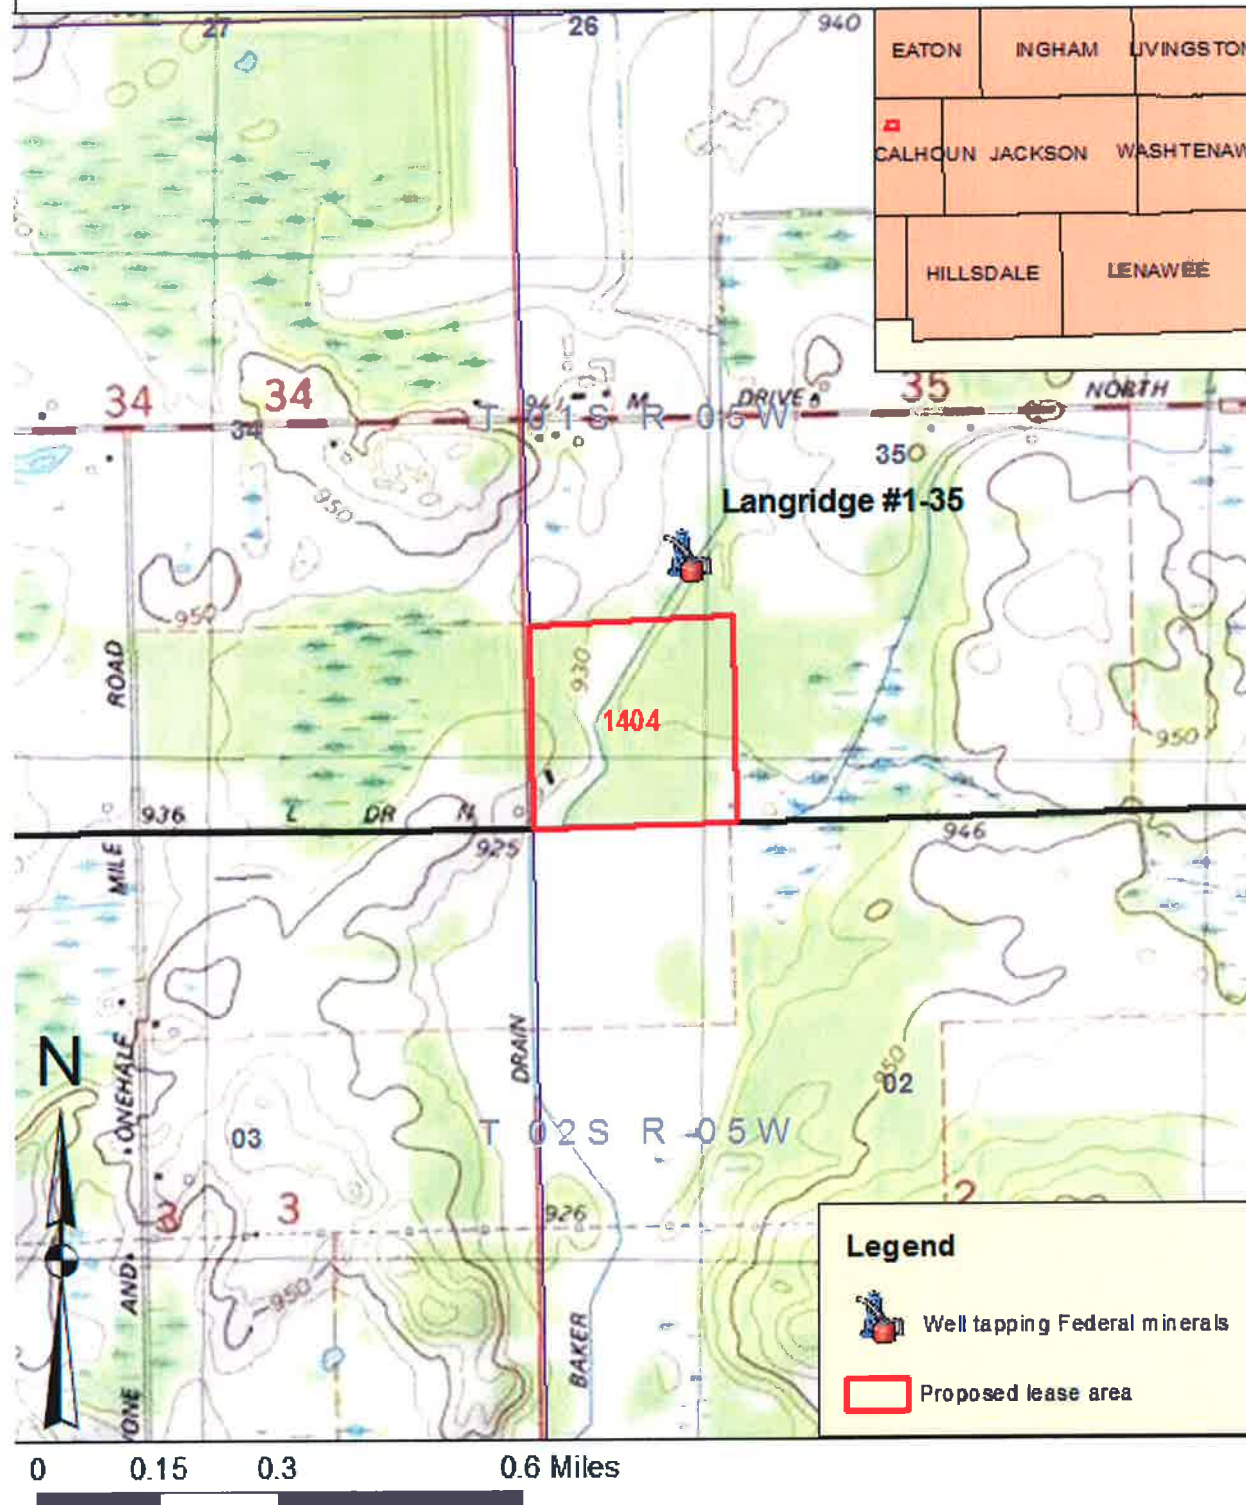 27
26
940
EATON
INGHAM
LIVINGSTON
CALHOUN
JACKSON
WASHTENAW
HILLSDALE
LENAWEE
34
34
34
M
DRIVE
35
NORTH
T 01S R 05W
350
950
Langridge #1-35
950
ROAD
930
1404
950
936
L DR N
925
946
MILE
DRAIN
950
02
N
ONEHALF
03
T 02S R 05W
3
3
926
2
AND
950
BAKER
Legend
Well tapping Federal minerals
Proposed lease area
0 0.15 0.3 0.6 Miles